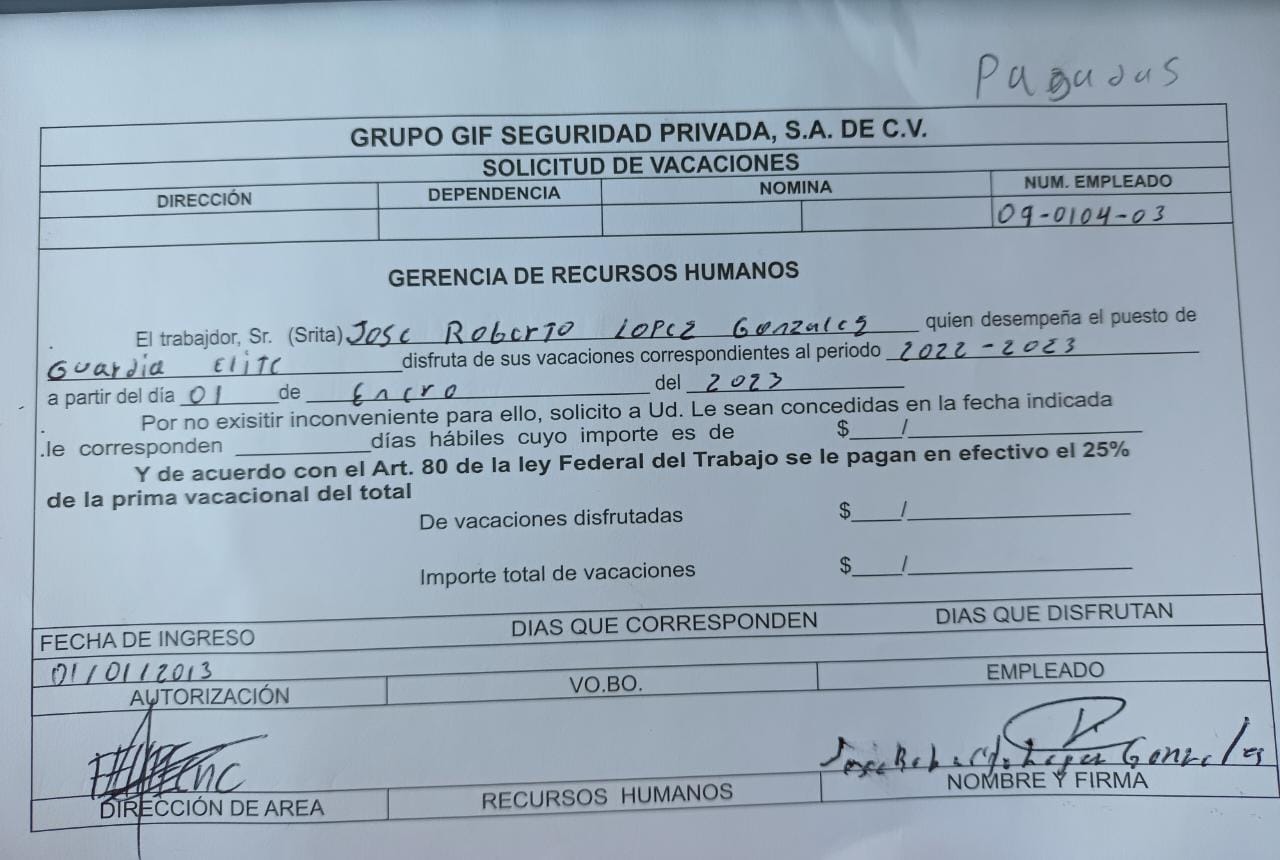 Pagadas
GRUPO GIF SEGURIDAD PRIVADA, S.A. DE C.V.
SOLICITUD DE VACACIONES
DIRECCIÓN DEPENDENCIA NOMINA NUM. EMPLEADO
09-0104-03
GERENCIA DE RECURSOS HUMANOS
. El trabajdor, Sr. (Srita) Jose Roberto Lopez Gonzalez quien desempeña el puesto de
Guardia Elite disfruta de sus vacaciones correspondientes al periodo 2022-2023
a partir del día 01 de Enero del 2023
. Por no exisitir inconveniente para ello, solicito a Ud. Le sean concedidas en la fecha indicada
.le corresponden ________ días hábiles cuyo importe es de $____/____________
Y de acuerdo con el Art. 80 de la ley Federal del Trabajo se le pagan en efectivo el 25%
de la prima vacacional del total
De vacaciones disfrutadas $____/____________
Importe total de vacaciones $____/____________
FECHA DE INGRESO DIAS QUE CORRESPONDEN DIAS QUE DISFRUTAN
01/01/2013
AUTORIZACIÓN VO.BO. EMPLEADO
Jose Roberto Lopez Gonzales
DIRECCIÓN DE AREA RECURSOS HUMANOS NOMBRE Y FIRMA